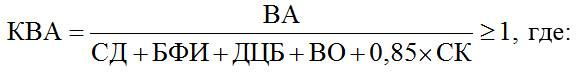 КВА = ВА / (СД + БФИ + ДЦБ + ВО + 0,85×СК) ≥ 1, где: